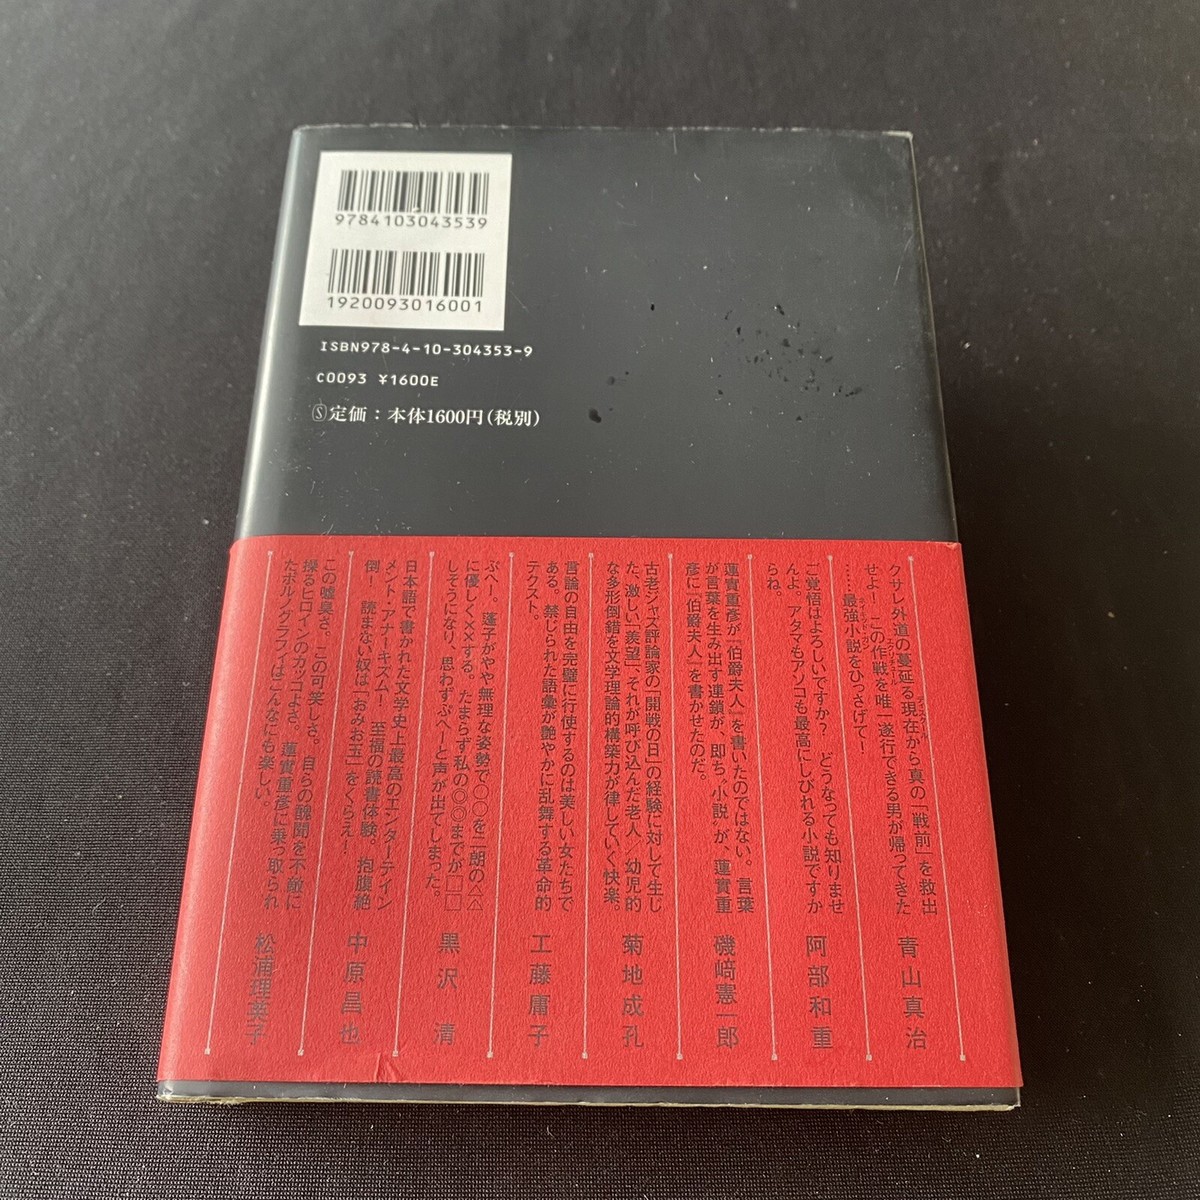 9784103043539
1920093016001
ISBN978-4-10-304353-9
C0093 ¥1600E
Ⓢ定価：本体1600円（税別）
クサレ外道の蔓延る現在から真の「戦前」を救出
せよ！　この作戦を唯一遂行できる男が帰ってきた
……最強小説をひっさげて！
青山真治
ご覚悟はよろしいですか？　どうなっても知りませ
んよ。アタマもアソコも最高にしびれる小説ですか
らね。
阿部和重
蓮實重彦が『伯爵夫人』を書いたのではない。言葉
が言葉を生み出す連鎖が、即ち〝小説〟が、蓮實重
彦に『伯爵夫人』を書かせたのだ。
磯﨑憲一郎
古老ジャズ評論家の「開戦の日」の経験に対して生じ
た、激しい「羨望」、それが呼び込んだ老人／幼児的
な多形倒錯を文学理論的構築力が律していく快楽。
菊地成孔
言論の自由を完璧に行使するのは美しい女たちで
ある。禁じられた語彙が艶やかに乱舞する革命的
テクスト。
工藤庸子
ぷへー。蓬子がやや無理な姿勢で〇〇を二朗の△△
に優しく××する。たまらず私の◎◎までが□□
しそうになり、思わずぷへーと声が出てしまった。
黒沢　清
日本語で書かれた文学史上最高のエンターテイン
メント・アナーキズム！　至福の読書体験。抱腹絶
倒！　読まない奴は「おみお玉」をくらえ！
中原昌也
この嘘臭さ。この可笑しさ。自らの醜聞を不敵に
操るヒロインのカッコよさ。蓮實重彦に乗っ取られ
たポルノグラフィはこんなにも楽しい。
松浦理英子